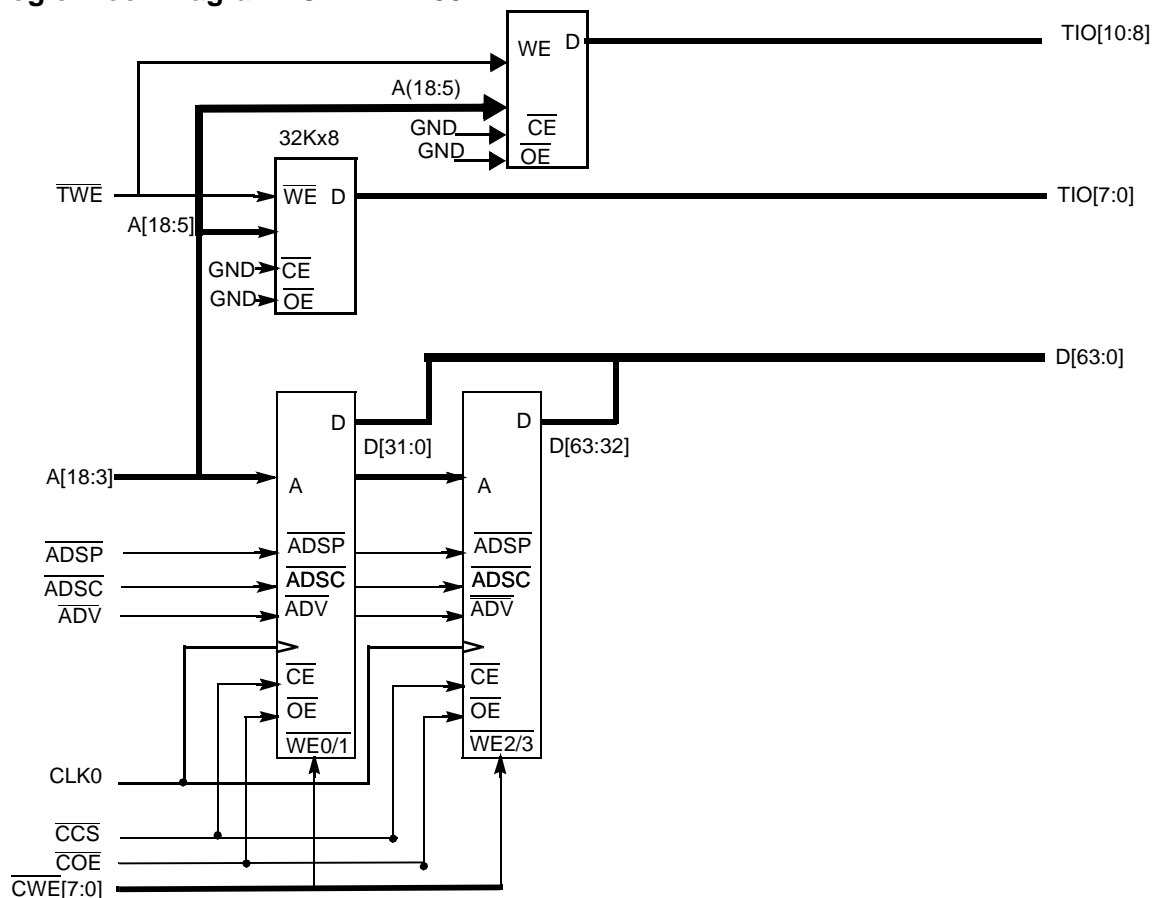 WE D
TIO[10:8]
A(18:5)
GND
CE
GND
OE
32Kx8
TWE
WE D
TIO[7:0]
A[18:5]
GND
CE
GND
OE
D[63:0]
D
D
D[31:0]
D[63:32]
A[18:3]
A
A
ADSP
ADSP
ADSP
ADSC
ADSC
ADSC
ADV
ADV
ADV
CE
CE
OE
OE
WE0/1
WE2/3
CLK0
CCS
COE
CWE[7:0]